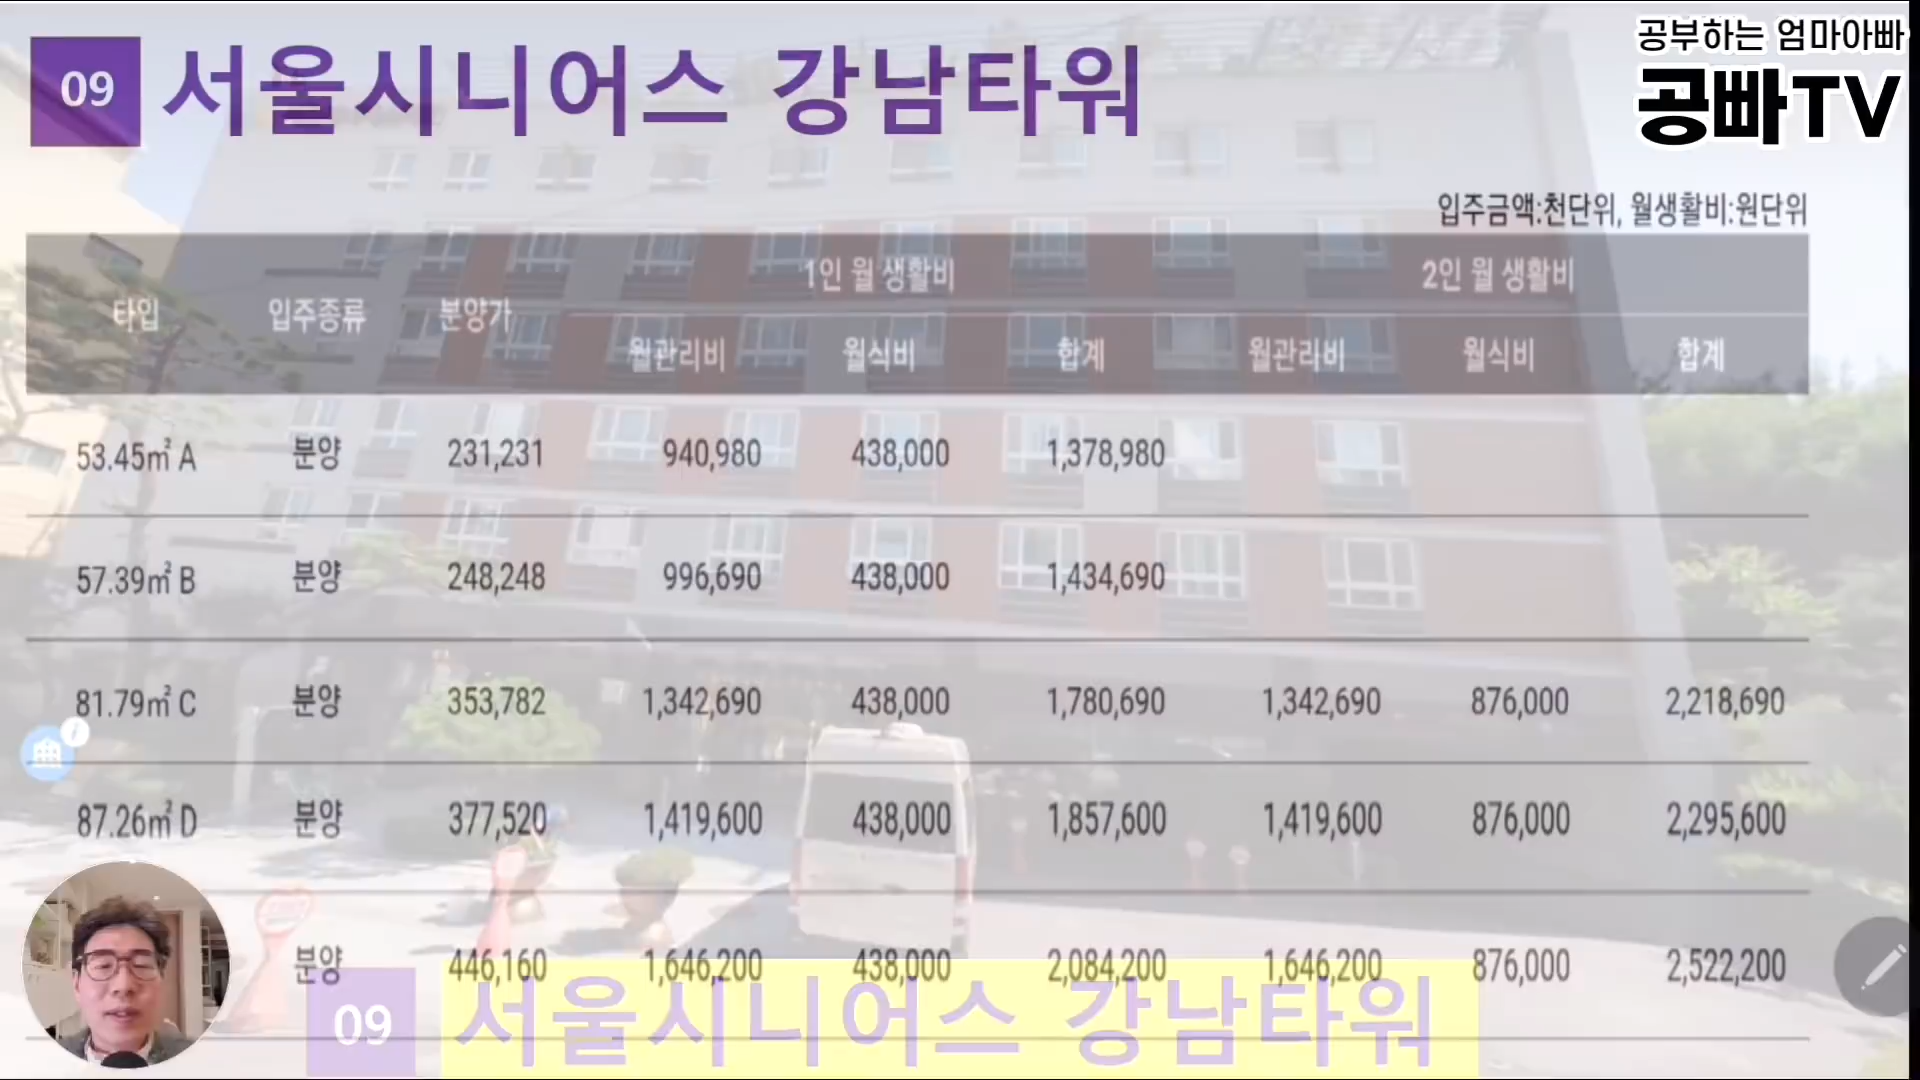 09 서울시니어스 강남타워
공부하는 엄마아빠
공빠TV
입주금액:천단위, 월생활비:원단위
타입 입주종류 분양가 1인 월 생활비 2인 월 생활비
월관리비 월식비 합계 월관리비 월식비 합계
53.45㎡ A 분양 231,231 940,980 438,000 1,378,980
57.39㎡ B 분양 248,248 996,690 438,000 1,434,690
81.79㎡ C 분양 353,782 1,342,690 438,000 1,780,690 1,342,690 876,000 2,218,690
87.26㎡ D 분양 377,520 1,419,600 438,000 1,857,600 1,419,600 876,000 2,295,600
분양 446,160 1,646,200 438,000 2,084,200 1,646,200 876,000 2,522,200
09 서울시니어스 강남타워